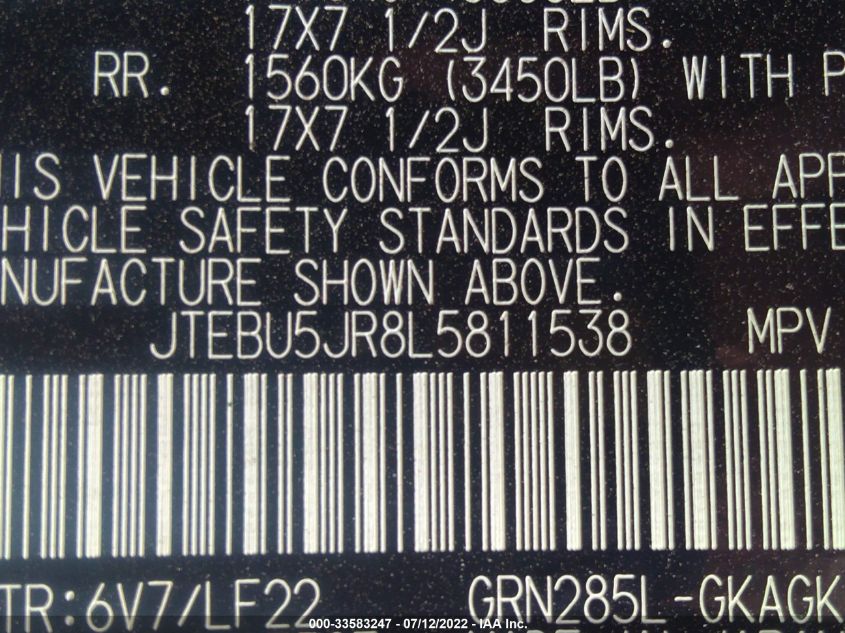 17X7 1/2J RIMS.
RR. 1560KG (3450LB) WITH
17X7 1/2J RIMS.
IS VEHICLE CONFORMS TO ALL APP
HICLE SAFETY STANDARDS IN EFFE
NUFACTURE SHOWN ABOVE.
JTEBU5JR8L5811538 MPV
TR:6V7/LF22 GRN285L-GKAGK
000-33583247 - 07/12/2022 - IAA Inc.